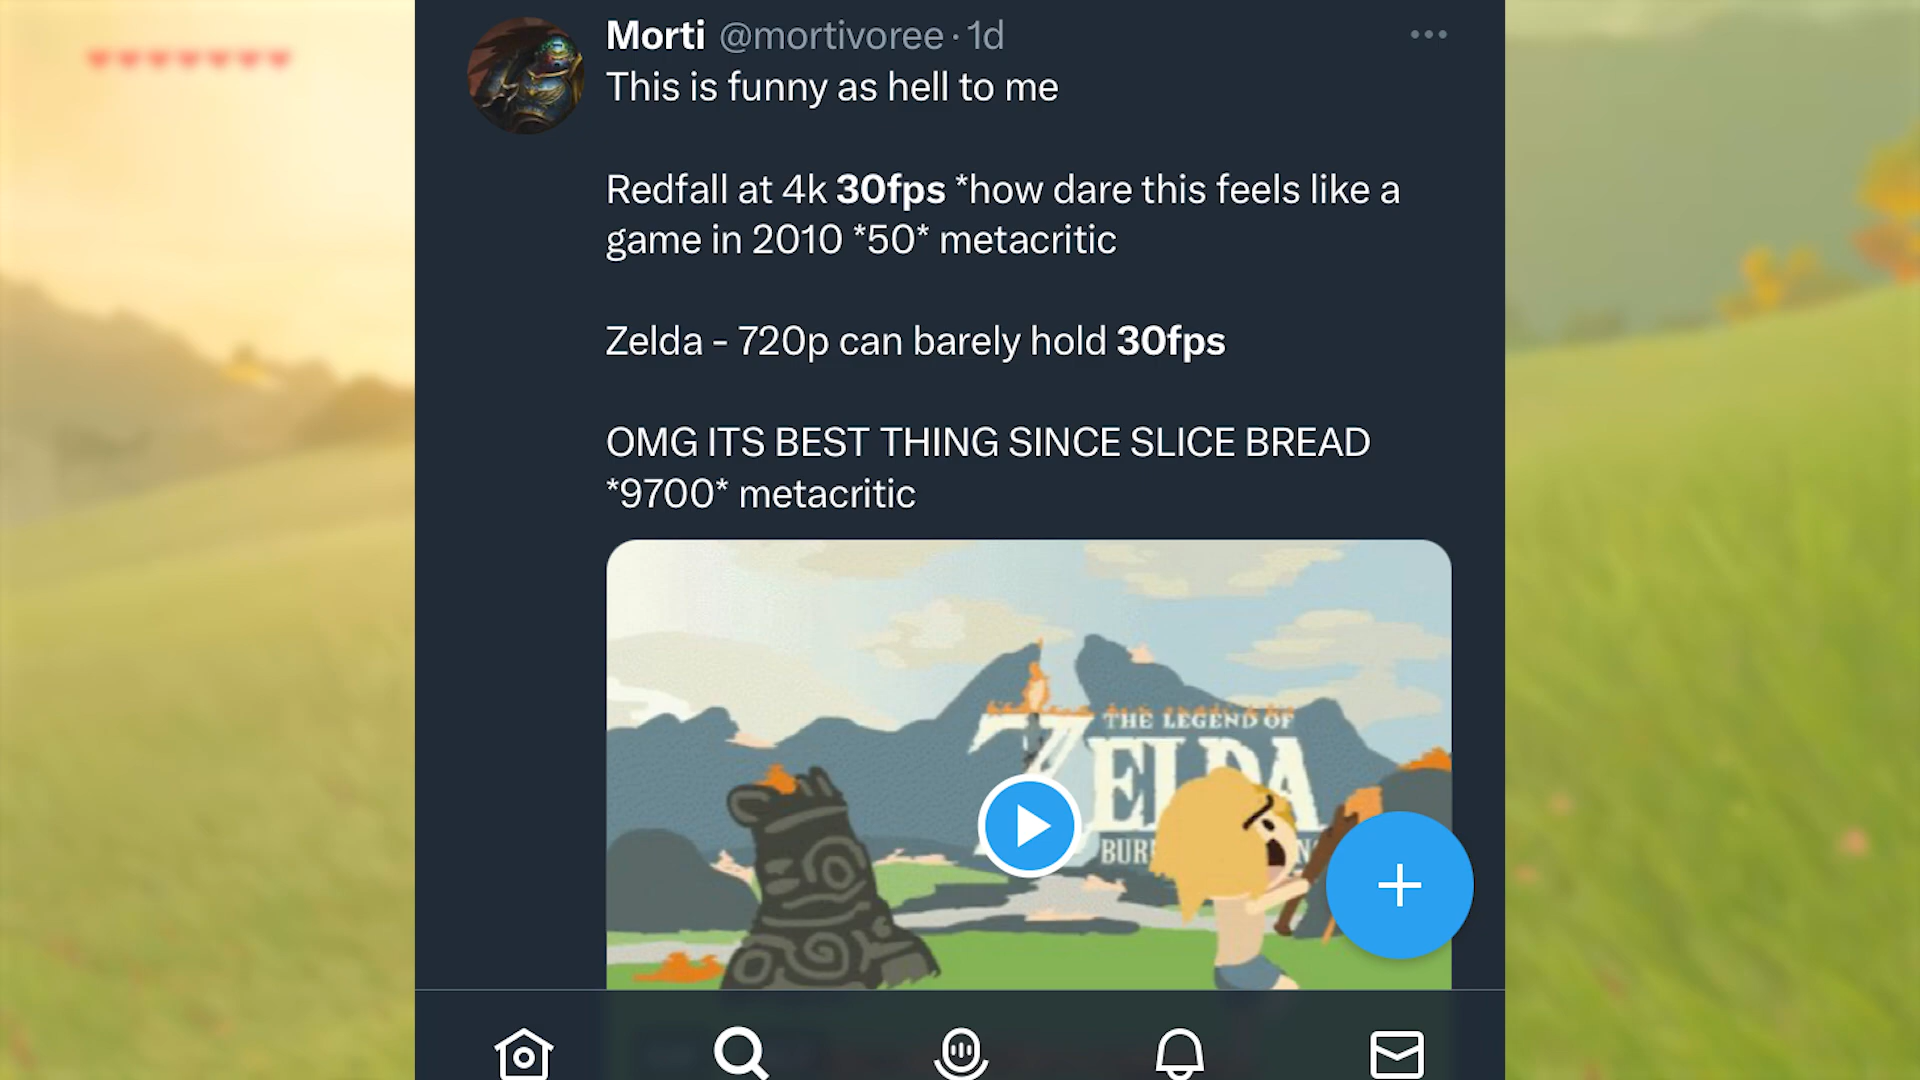 Morti @mortivoree · 1d
This is funny as hell to me
Redfall at 4k 30fps *how dare this feels like a
game in 2010 *50* metacritic
Zelda - 720p can barely hold 30fps
OMG ITS BEST THING SINCE SLICE BREAD
*9700* metacritic
THE LEGEND OF
ZELDA